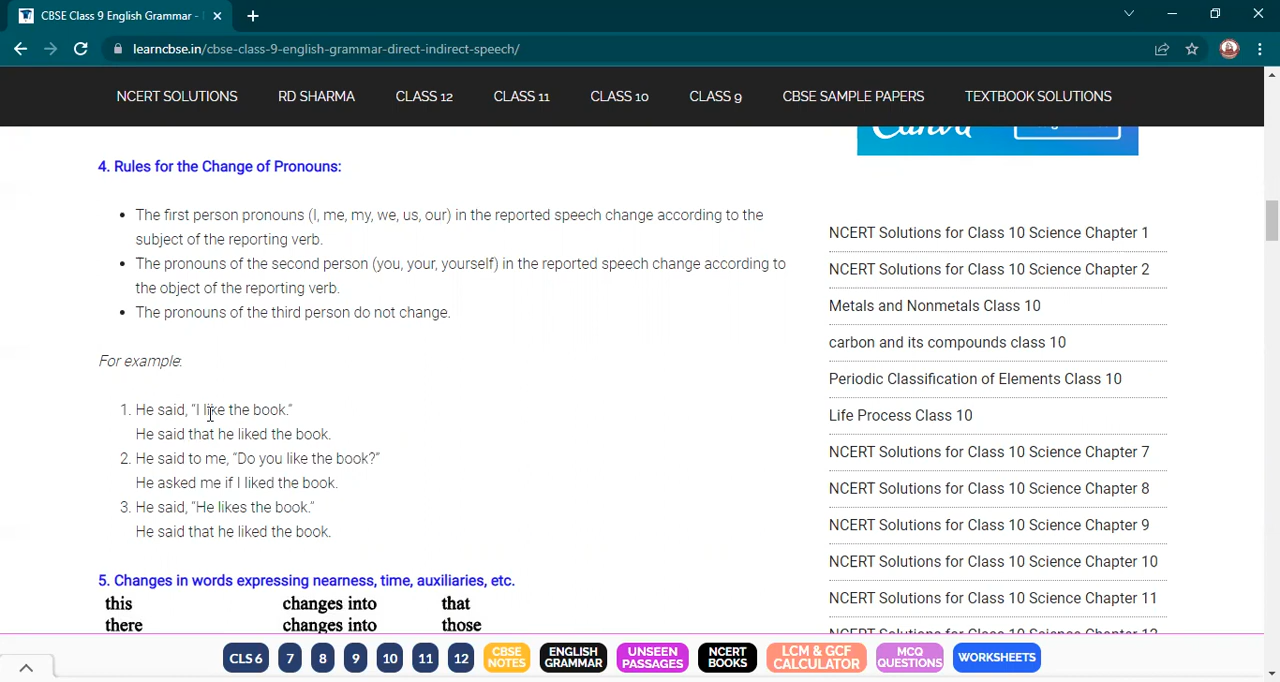 CBSE Class 9 English Grammar -
learncbse.in/cbse-class-9-english-grammar-direct-indirect-speech/
NCERT SOLUTIONS RD SHARMA CLASS 12 CLASS 11 CLASS 10 CLASS 9 CBSE SAMPLE PAPERS TEXTBOOK SOLUTIONS
Canva
4. Rules for the Change of Pronouns:
• The first person pronouns (I, me, my, we, us, our) in the reported speech change according to the
subject of the reporting verb.
• The pronouns of the second person (you, your, yourself) in the reported speech change according to
the object of the reporting verb.
• The pronouns of the third person do not change.
For example:
1. He said, “I like the book.”
He said that he liked the book.
2. He said to me, “Do you like the book?”
He asked me if I liked the book.
3. He said, “He likes the book.”
He said that he liked the book.
5. Changes in words expressing nearness, time, auxiliaries, etc.
this changes into that
there changes into those
NCERT Solutions for Class 10 Science Chapter 1
NCERT Solutions for Class 10 Science Chapter 2
Metals and Nonmetals Class 10
carbon and its compounds class 10
Periodic Classification of Elements Class 10
Life Process Class 10
NCERT Solutions for Class 10 Science Chapter 7
NCERT Solutions for Class 10 Science Chapter 8
NCERT Solutions for Class 10 Science Chapter 9
NCERT Solutions for Class 10 Science Chapter 10
NCERT Solutions for Class 10 Science Chapter 11
NCERT Solutions for Class 10 Science Chapter 12
CLS 6 7 8 9 10 11 12 CBSE NOTES ENGLISH GRAMMAR UNSEEN PASSAGES NCERT BOOKS LCM & GCF CALCULATOR MCQ QUESTIONS WORKSHEETS